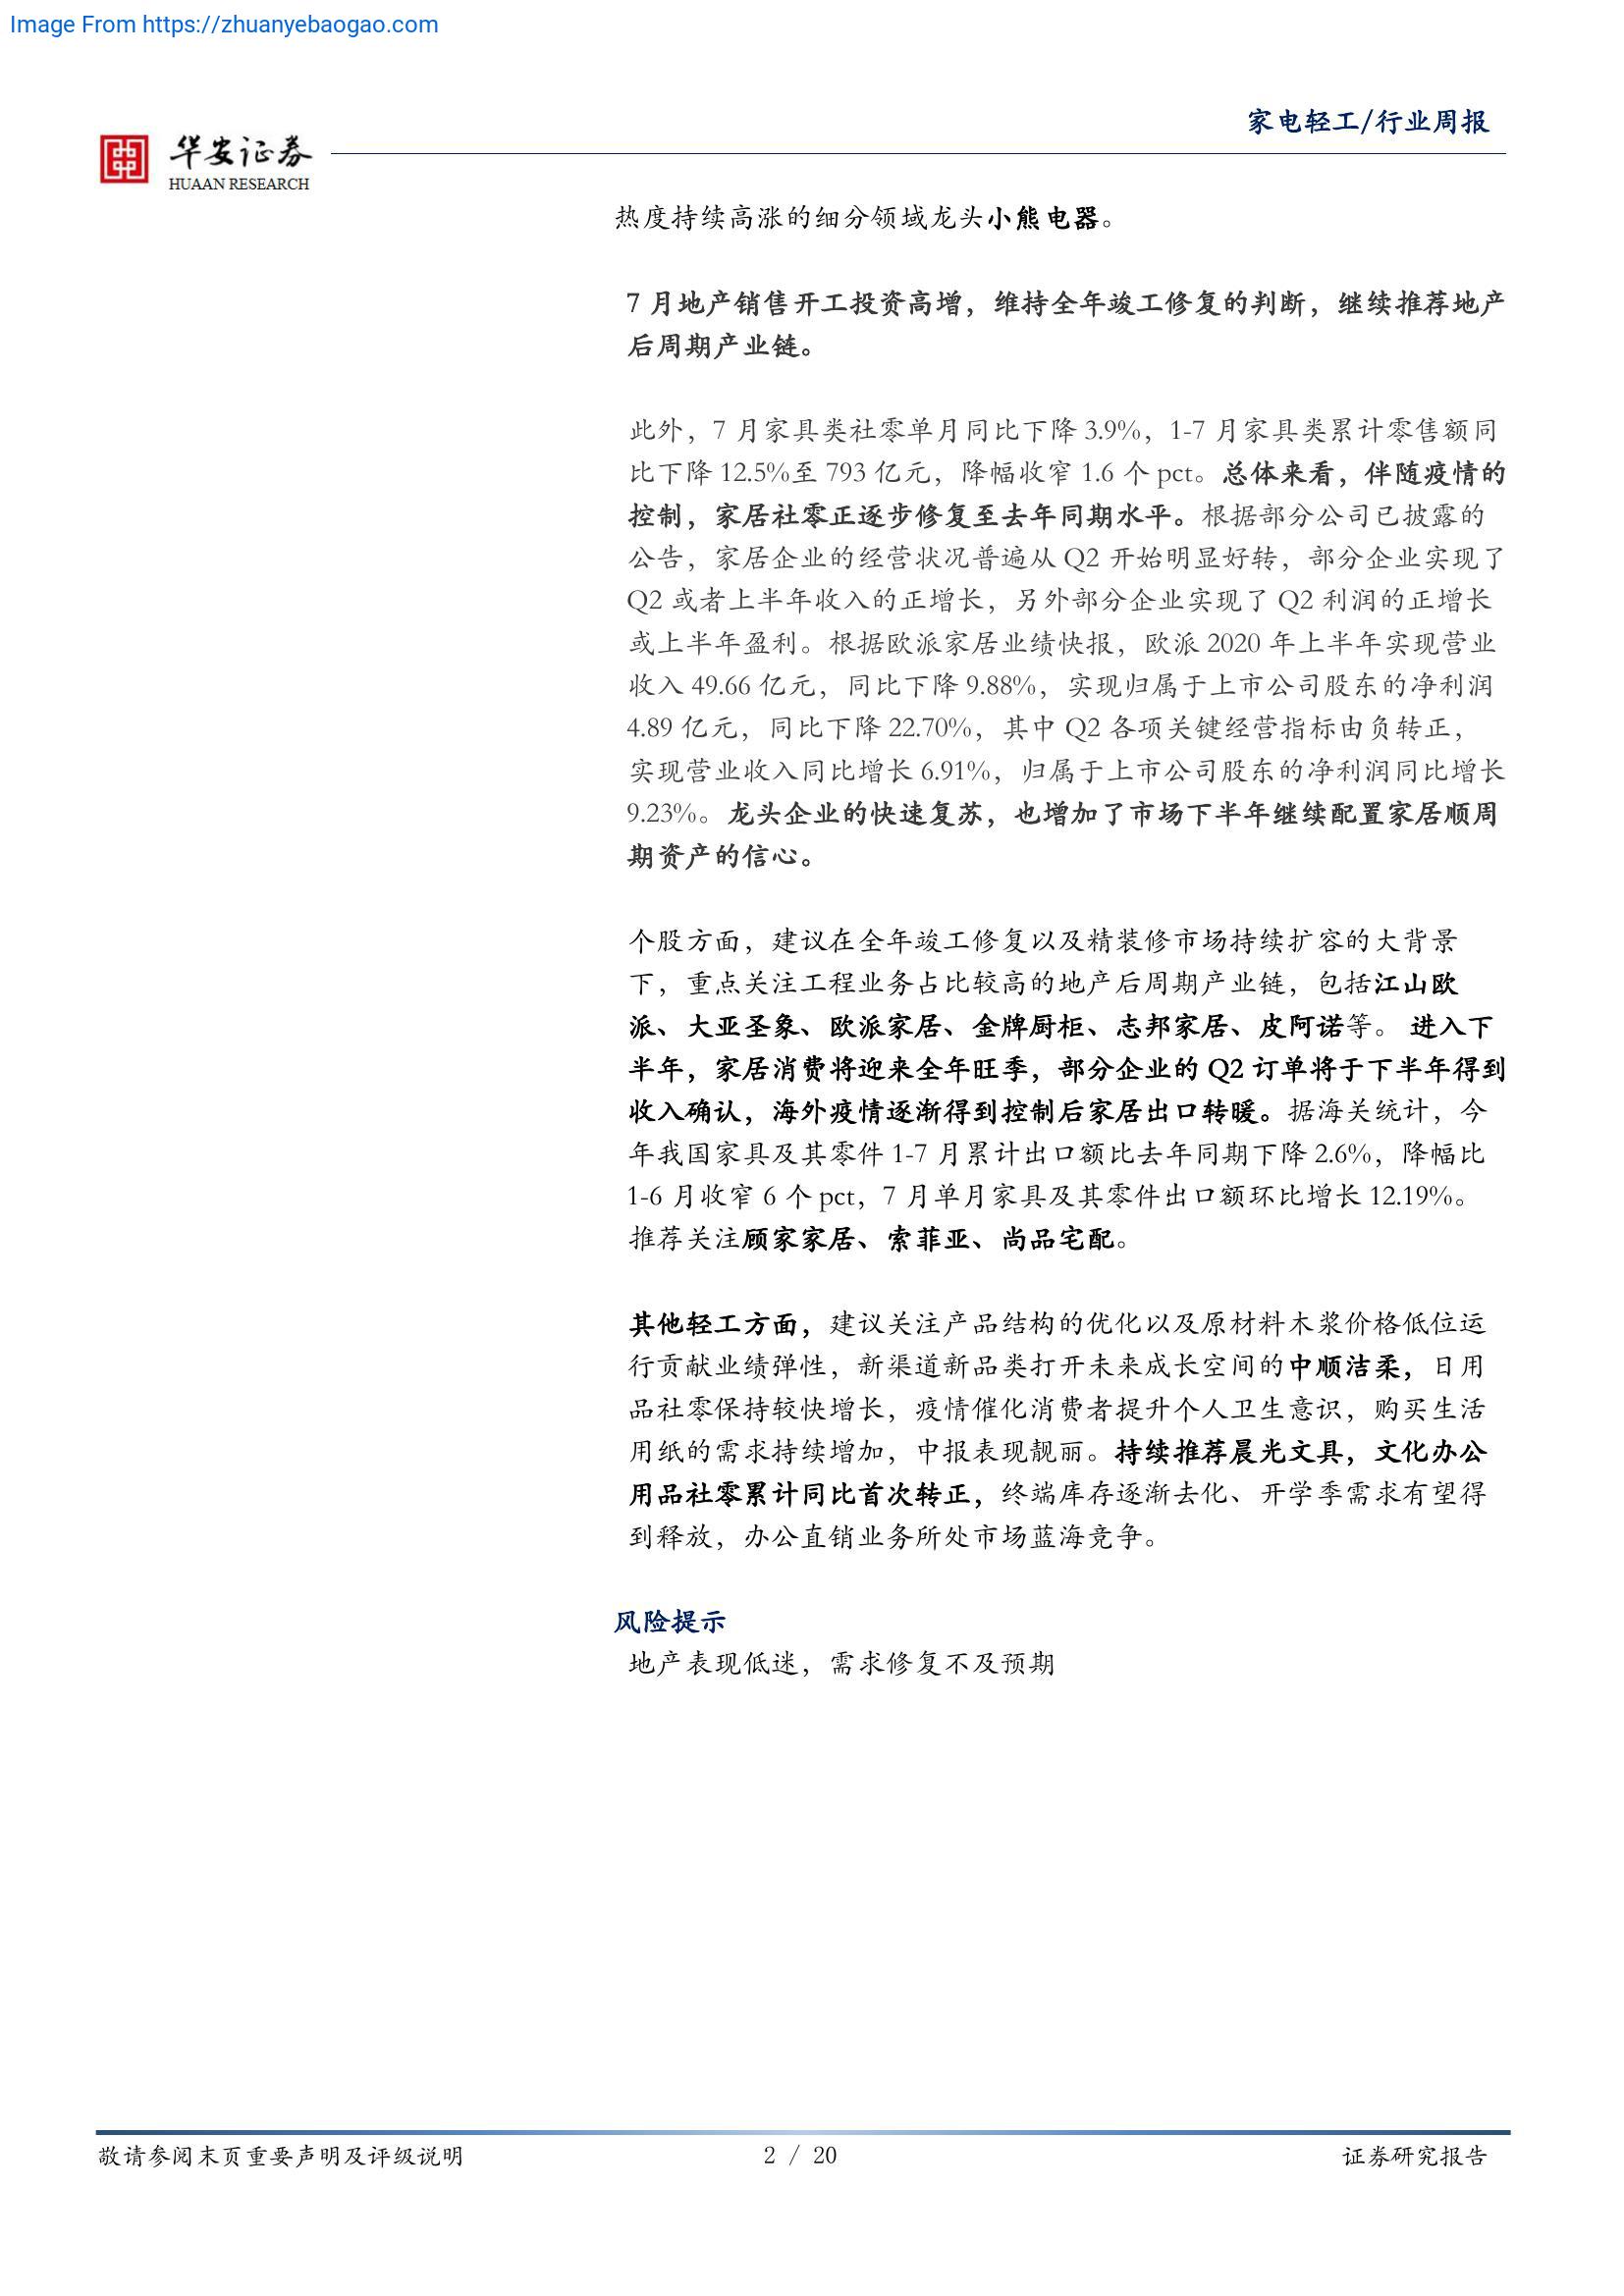 Image From https://zhuanyebaogao.com
家电轻工/行业周报
华安证券
HUAAN RESEARCH
热度持续高涨的细分领域龙头小熊电器。
7 月地产销售开工投资高增，维持全年竣工修复的判断，继续推荐地产
后周期产业链。
此外，7 月家具类社零单月同比下降 3.9%，1-7 月家具类累计零售额同
比下降 12.5%至 793 亿元，降幅收窄 1.6 个 pct。总体来看，伴随疫情的
控制，家居社零正逐步修复至去年同期水平。根据部分公司已披露的
公告，家居企业的经营状况普遍从 Q2 开始明显好转，部分企业实现了
Q2 或者上半年收入的正增长，另外部分企业实现了 Q2 利润的正增长
或上半年盈利。根据欧派家居业绩快报，欧派 2020 年上半年实现营业
收入 49.66 亿元，同比下降 9.88%，实现归属于上市公司股东的净利润
4.89 亿元，同比下降 22.70%，其中 Q2 各项关键经营指标由负转正，
实现营业收入同比增长 6.91%，归属于上市公司股东的净利润同比增长
9.23%。龙头企业的快速复苏，也增加了市场下半年继续配置家居顺周
期资产的信心。
个股方面，建议在全年竣工修复以及精装修市场持续扩容的大背景
下，重点关注工程业务占比较高的地产后周期产业链，包括江山欧
派、大亚圣象、欧派家居、金牌厨柜、志邦家居、皮阿诺等。 进入下
半年，家居消费将迎来全年旺季，部分企业的 Q2 订单将于下半年得到
收入确认，海外疫情逐渐得到控制后家居出口转暖。据海关统计，今
年我国家具及其零件 1-7 月累计出口额比去年同期下降 2.6%，降幅比
1-6 月收窄 6 个 pct，7 月单月家具及其零件出口额环比增长 12.19%。
推荐关注顾家家居、索菲亚、尚品宅配。
其他轻工方面，建议关注产品结构的优化以及原材料木浆价格低位运
行贡献业绩弹性，新渠道新品类打开未来成长空间的中顺洁柔，日用
品社零保持较快增长，疫情催化消费者提升个人卫生意识，购买生活
用纸的需求持续增加，中报表现靓丽。持续推荐晨光文具，文化办公
用品社零累计同比首次转正，终端库存逐渐去化、开学季需求有望得
到释放，办公直销业务所处市场蓝海竞争。
风险提示
地产表现低迷，需求修复不及预期
敬请参阅末页重要声明及评级说明
2 / 20
证券研究报告